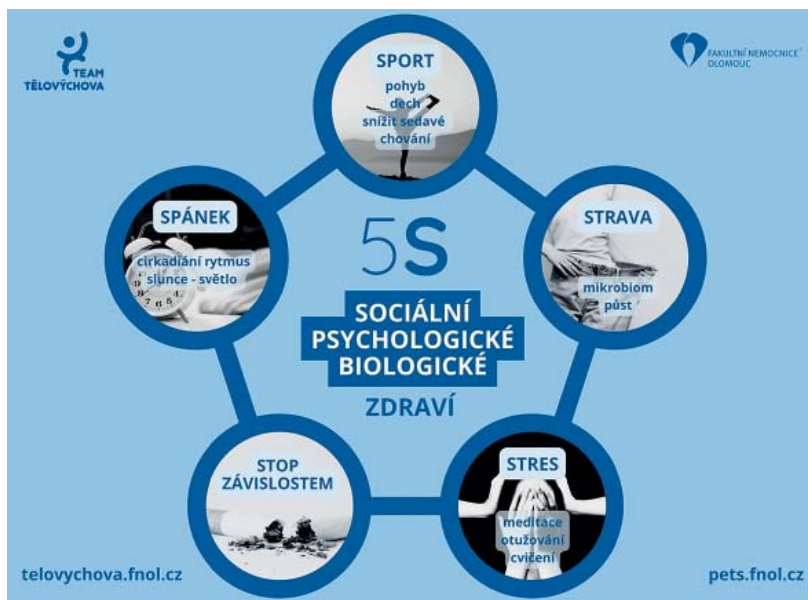 TEAM
TĚLOVÝCHOVA
FAKULTNÍ NEMOCNICE
OLOMOUC
SPORT
pohyb
dech
snížit sedavé
chování
SPÁNEK
cirkadiání rytmus
slunce - světlo
STRAVA
mikrobiom
půst
5S
SOCIÁLNÍ
PSYCHOLOGICKÉ
BIOLOGICKÉ
ZDRAVÍ
STOP
ZÁVISLOSTEM
STRES
meditace
otužování
cvičení
telovychova.fnol.cz
pets.fnol.cz